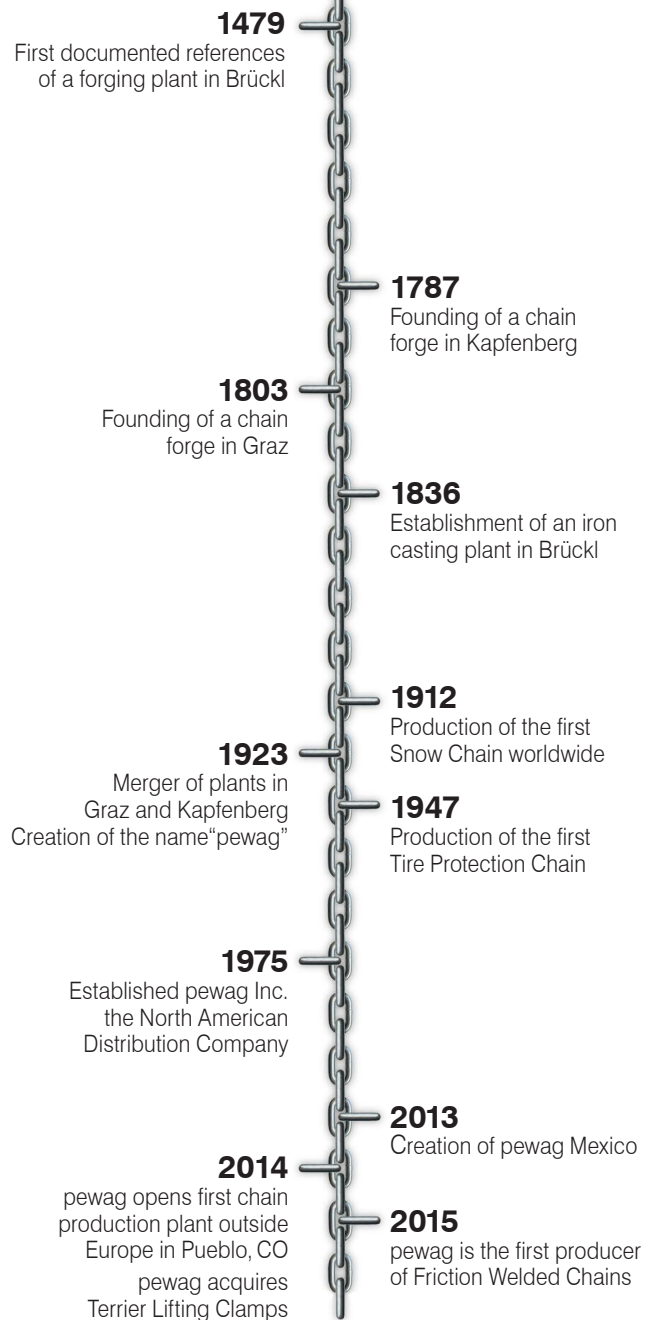 1479
First documented references
of a forging plant in Brückl
1787
Founding of a chain
forge in Kapfenberg
1803
Founding of a chain
forge in Graz
1836
Establishment of an iron
casting plant in Brückl
1912
Production of the first
Snow Chain worldwide
1923
Merger of plants in
Graz and Kapfenberg
Creation of the name“pewag”
1947
Production of the first
Tire Protection Chain
1975
Established pewag Inc.
the North American
Distribution Company
2013
Creation of pewag Mexico
2014
pewag opens first chain
production plant outside
Europe in Pueblo, CO
pewag acquires
Terrier Lifting Clamps
2015
pewag is the first producer
of Friction Welded Chains